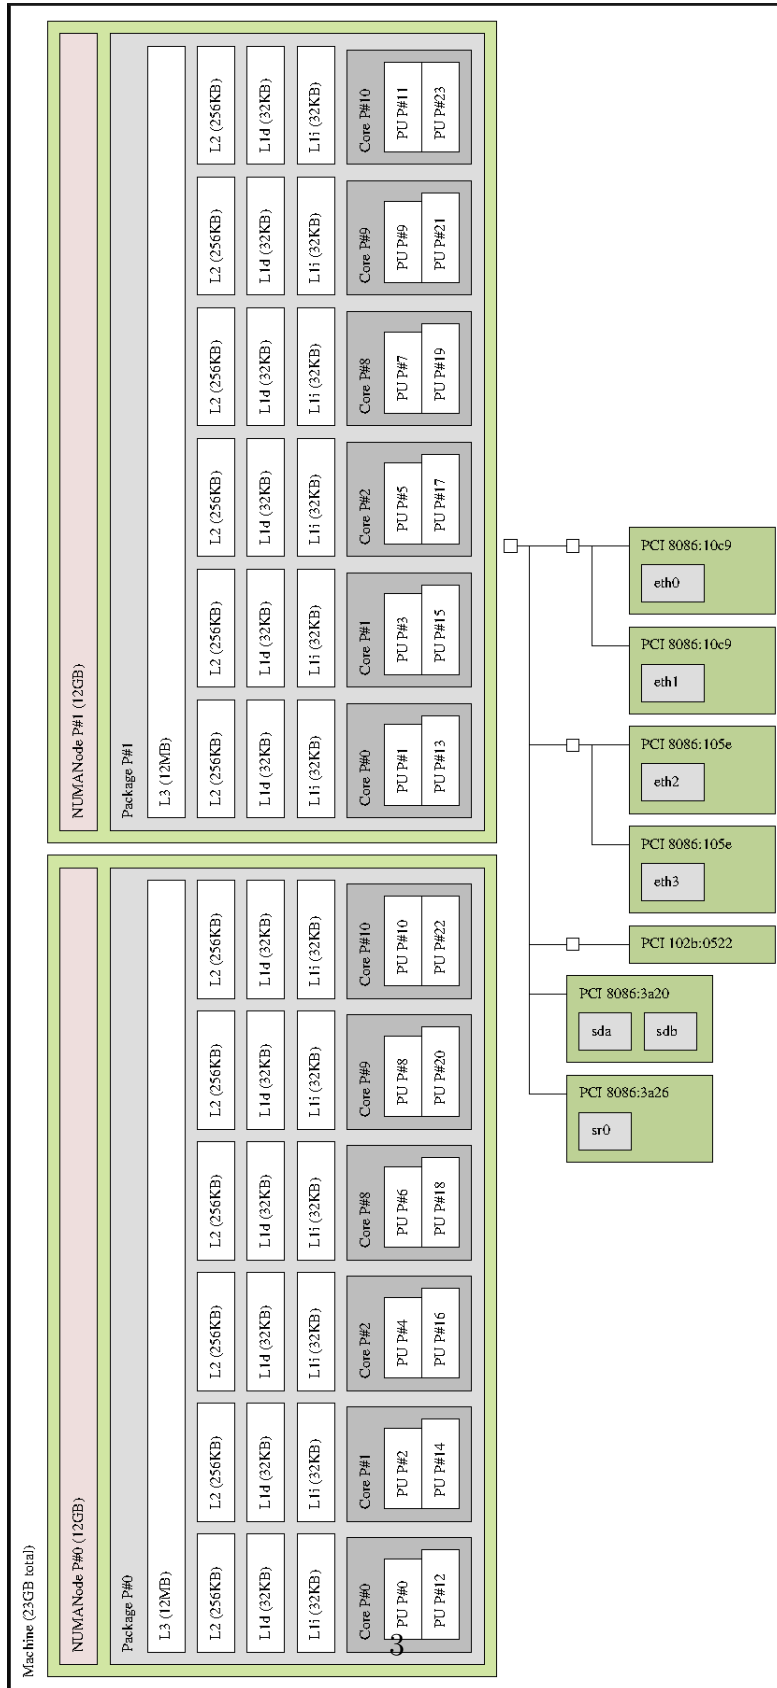 Machine (23GB total)
NUMANode P#0 (12GB)
Package P#0
L3 (12MB)
L2 (256KB)
L2 (256KB)
L2 (256KB)
L2 (256KB)
L2 (256KB)
L2 (256KB)
L1d (32KB)
L1d (32KB)
L1d (32KB)
L1d (32KB)
L1d (32KB)
L1d (32KB)
L1i (32KB)
L1i (32KB)
L1i (32KB)
L1i (32KB)
L1i (32KB)
L1i (32KB)
Core P#0
PU P#0
PU P#12
Core P#1
PU P#2
PU P#14
Core P#2
PU P#4
PU P#16
Core P#8
PU P#6
PU P#18
Core P#9
PU P#8
PU P#20
Core P#10
PU P#10
PU P#22
NUMANode P#1 (12GB)
Package P#1
L3 (12MB)
L2 (256KB)
L2 (256KB)
L2 (256KB)
L2 (256KB)
L2 (256KB)
L2 (256KB)
L1d (32KB)
L1d (32KB)
L1d (32KB)
L1d (32KB)
L1d (32KB)
L1d (32KB)
L1i (32KB)
L1i (32KB)
L1i (32KB)
L1i (32KB)
L1i (32KB)
L1i (32KB)
Core P#0
PU P#1
PU P#13
Core P#1
PU P#3
PU P#15
Core P#2
PU P#5
PU P#17
Core P#8
PU P#7
PU P#19
Core P#9
PU P#9
PU P#21
Core P#10
PU P#11
PU P#23
PCI 8086:10c9
eth0
PCI 8086:10c9
eth1
PCI 8086:105e
eth2
PCI 8086:105e
eth3
PCI 102b:0522
PCI 8086:3a20
sda
sdb
PCI 8086:3a26
sr0
3